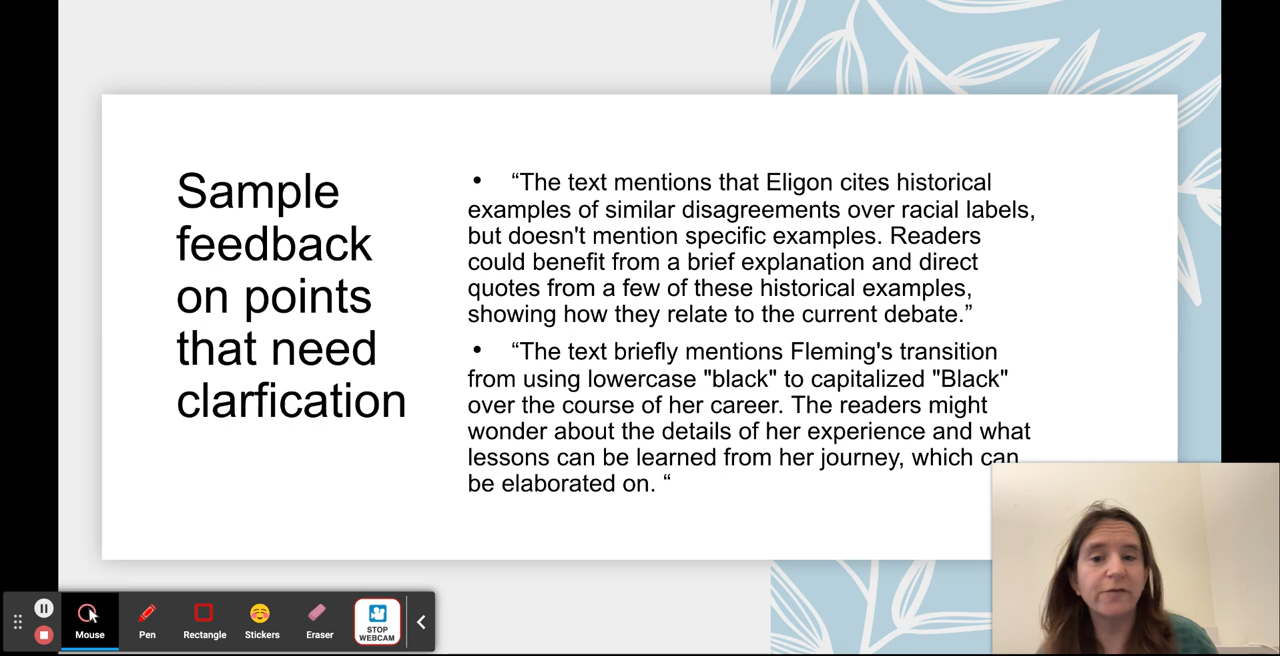 Sample
feedback
on points
that need
clarfication
• “The text mentions that Eligon cites historical
examples of similar disagreements over racial labels,
but doesn't mention specific examples. Readers
could benefit from a brief explanation and direct
quotes from a few of these historical examples,
showing how they relate to the current debate.”
• “The text briefly mentions Fleming's transition
from using lowercase "black" to capitalized "Black"
over the course of her career. The readers might
wonder about the details of her experience and what
lessons can be learned from her journey, which can
be elaborated on. “
Mouse
Pen
Rectangle
Stickers
Eraser
STOP
WEBCAM